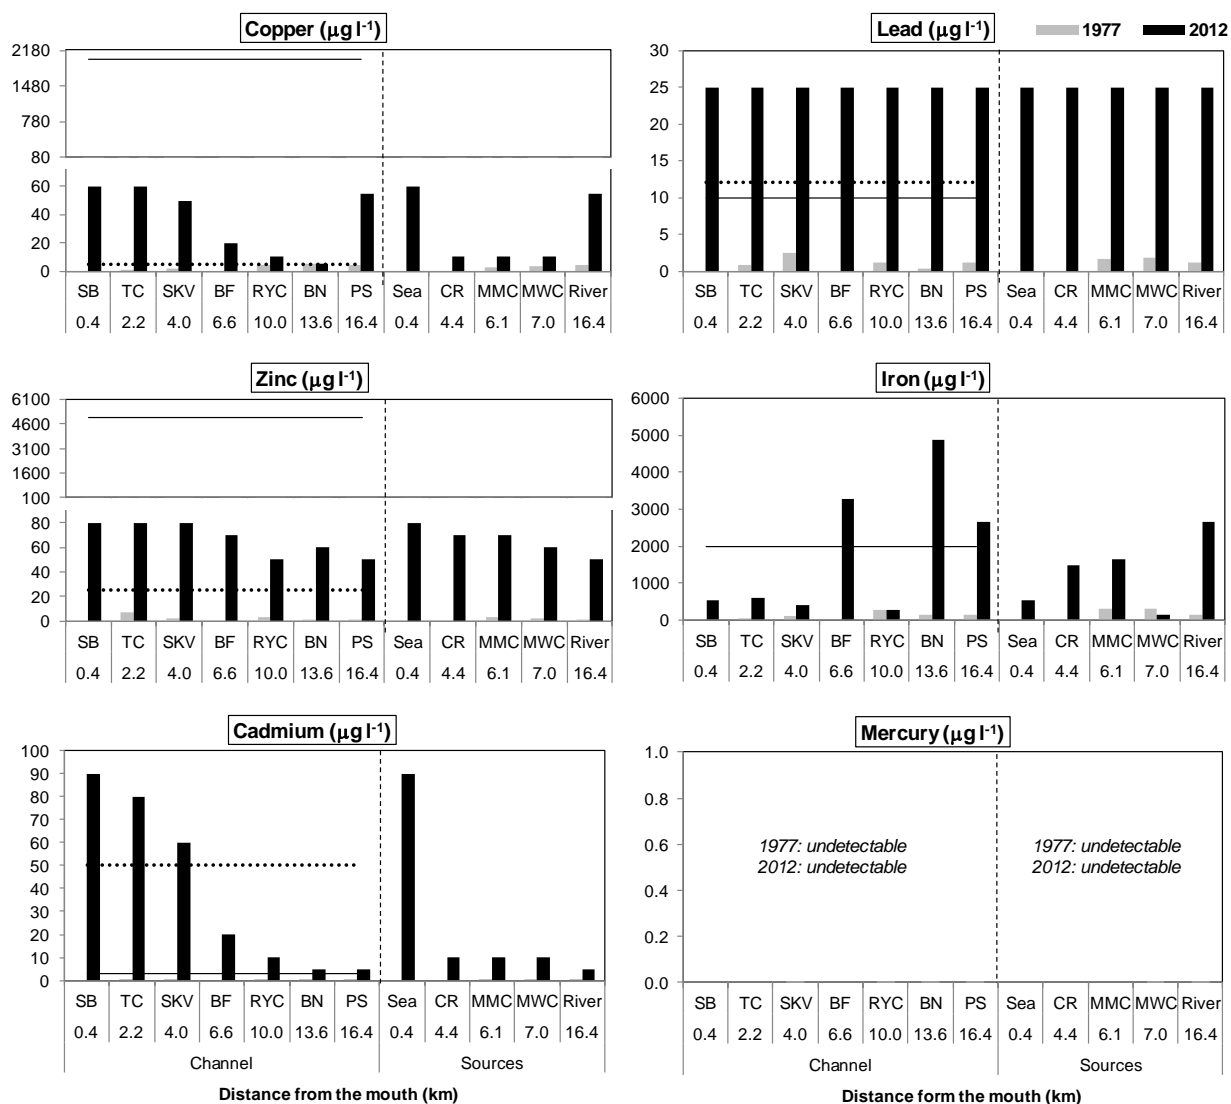 Copper (µg l-1)
2180
1480
780
80
60
40
20
0
SB TC SKV BF RYC BN PS Sea CR MMC MWC River
0.4 2.2 4.0 6.6 10.0 13.6 16.4 0.4 4.4 6.1 7.0 16.4
Lead (µg l-1)
1977 2012
30
25
20
15
10
5
0
SB TC SKV BF RYC BN PS Sea CR MMC MWC River
0.4 2.2 4.0 6.6 10.0 13.6 16.4 0.4 4.4 6.1 7.0 16.4
Zinc (µg l-1)
6100
4600
3100
1600
100
80
60
40
20
0
SB TC SKV BF RYC BN PS Sea CR MMC MWC River
0.4 2.2 4.0 6.6 10.0 13.6 16.4 0.4 4.4 6.1 7.0 16.4
Iron (µg l-1)
6000
5000
4000
3000
2000
1000
0
SB TC SKV BF RYC BN PS Sea CR MMC MWC River
0.4 2.2 4.0 6.6 10.0 13.6 16.4 0.4 4.4 6.1 7.0 16.4
Cadmium (µg l-1)
100
90
80
70
60
50
40
30
20
10
0
SB TC SKV BF RYC BN PS Sea CR MMC MWC River
0.4 2.2 4.0 6.6 10.0 13.6 16.4 0.4 4.4 6.1 7.0 16.4
Channel Sources
Distance from the mouth (km)
Mercury (µg l-1)
1.0
0.8
0.6
0.4
0.2
0.0
1977: undetectable
2012: undetectable
1977: undetectable
2012: undetectable
SB TC SKV BF RYC BN PS Sea CR MMC MWC River
0.4 2.2 4.0 6.6 10.0 13.6 16.4 0.4 4.4 6.1 7.0 16.4
Channel Sources
Distance form the mouth (km)